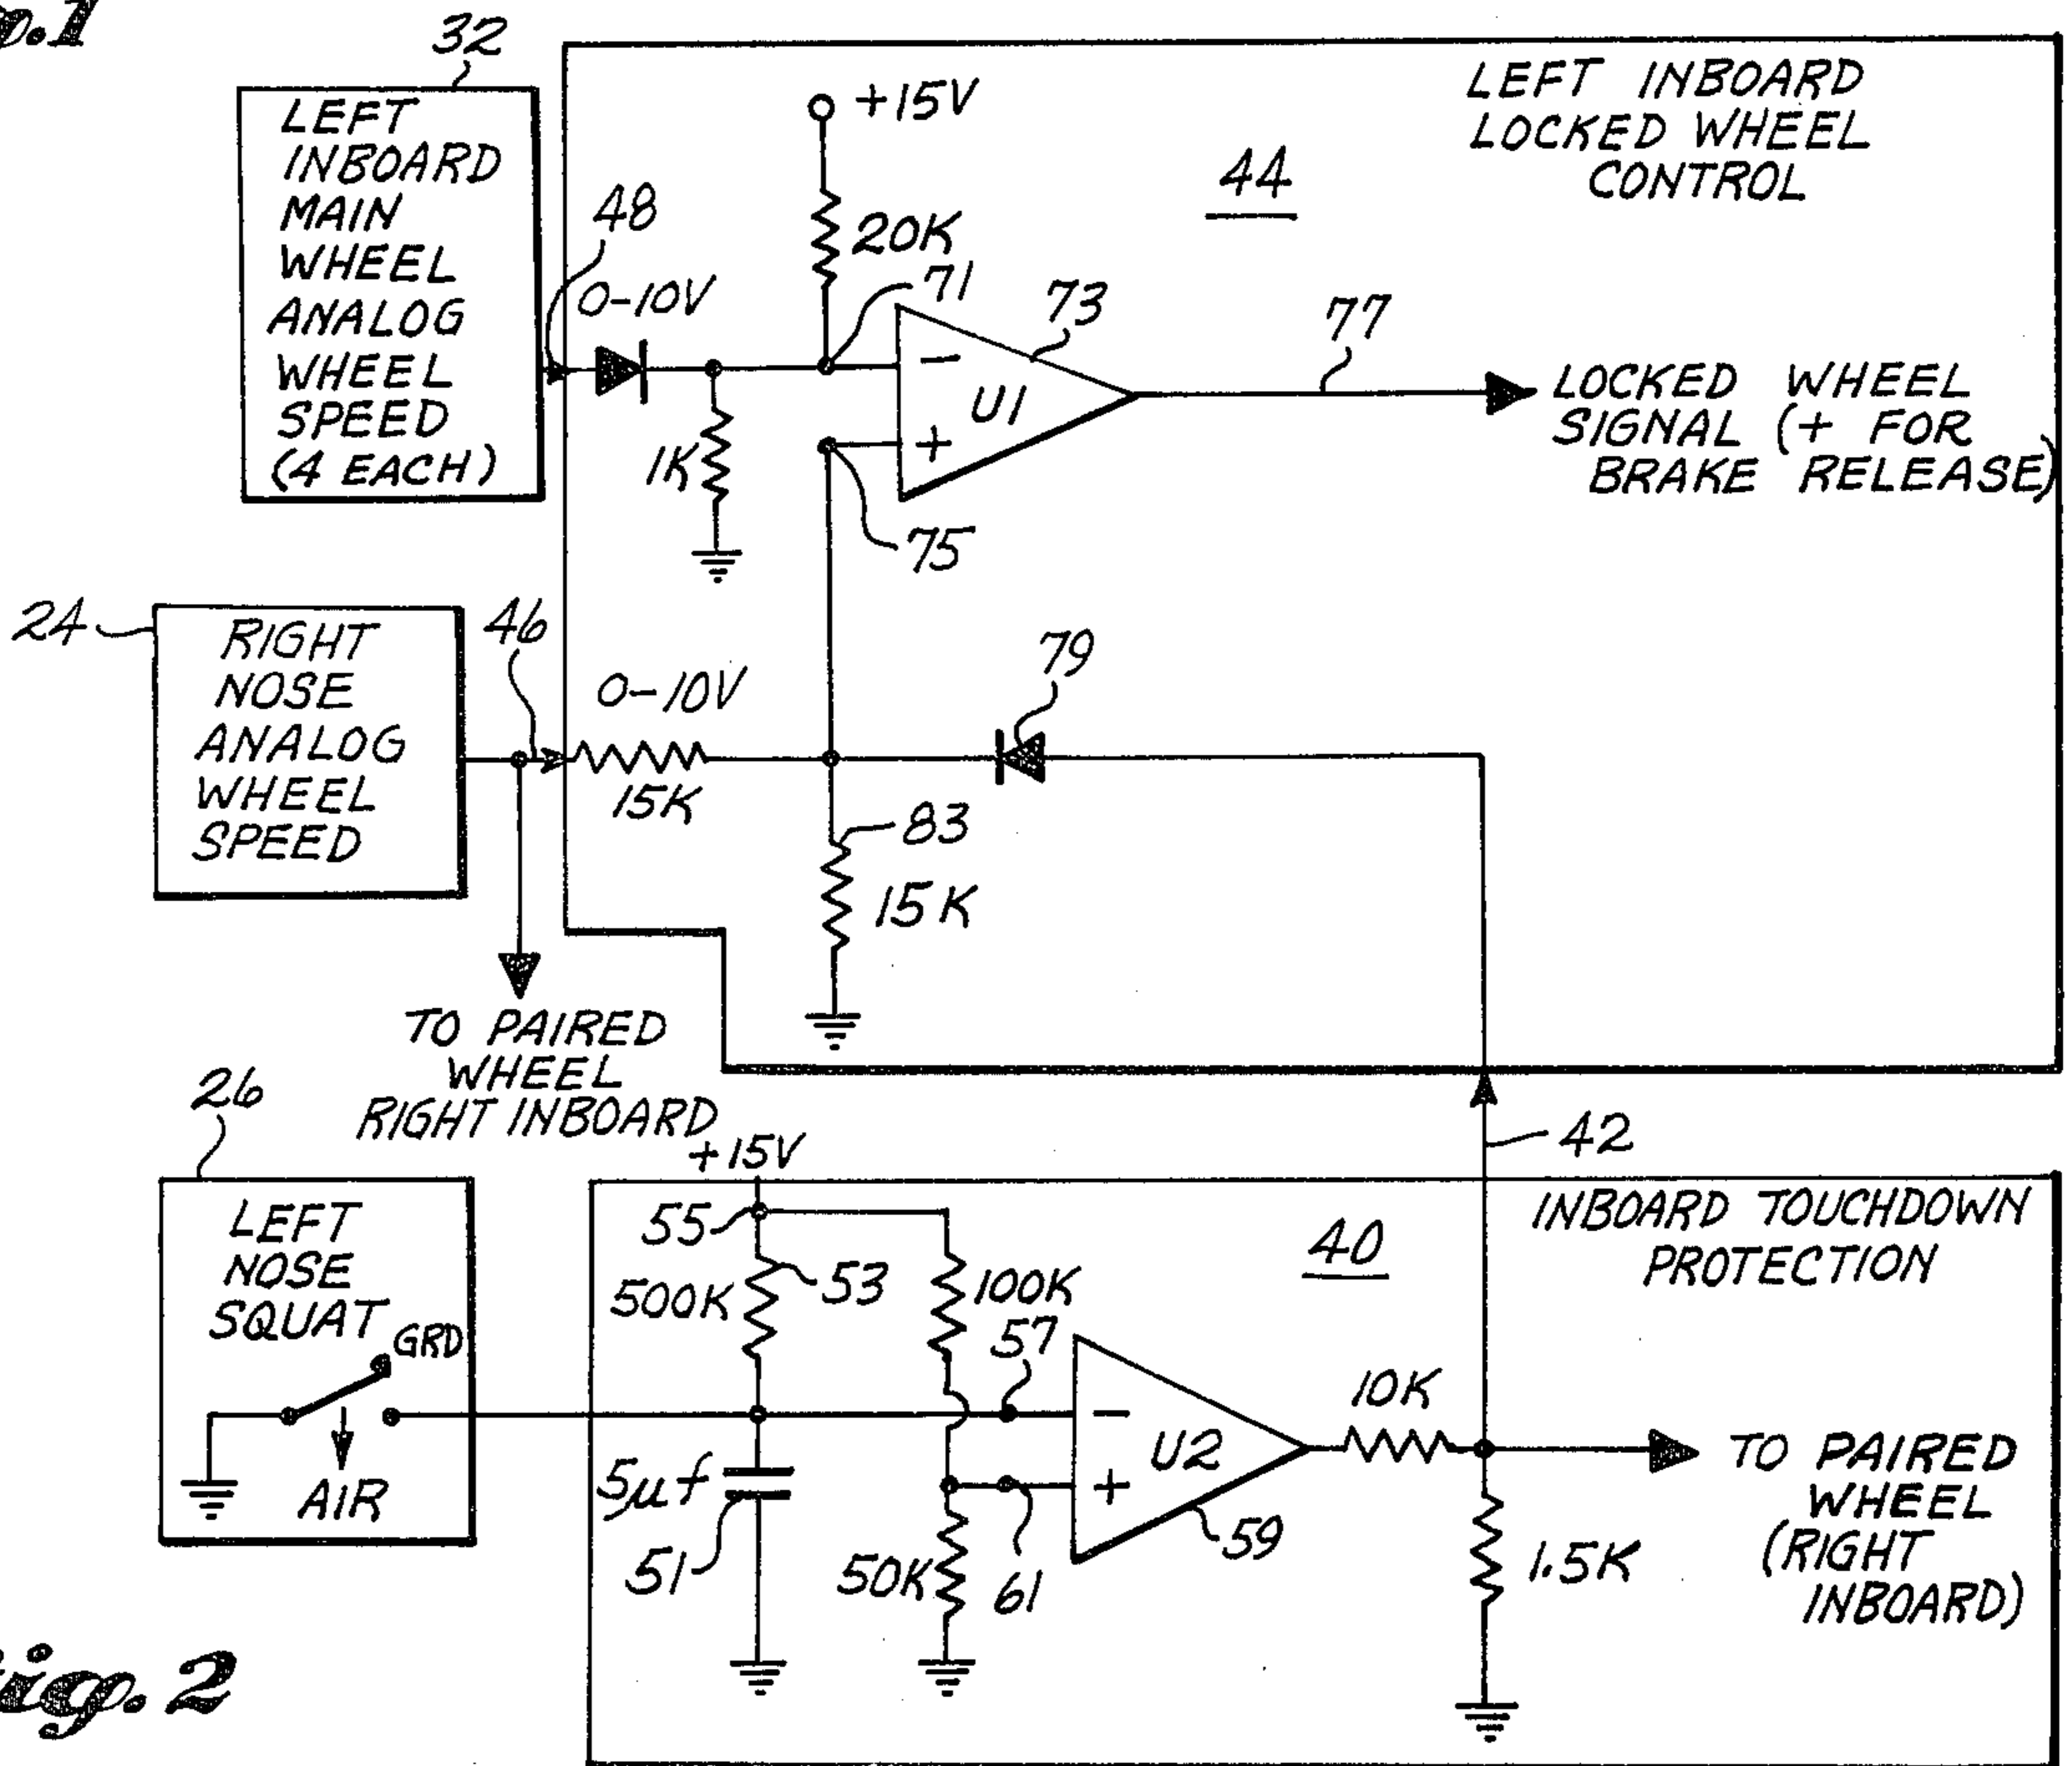 32
LEFT
INBOARD
MAIN
WHEEL
ANALOG
WHEEL
SPEED
(4 EACH)
48
0-10V
+15V
20K
71
1K
-
+
U1
73
75
77
44
LEFT INBOARD
LOCKED WHEEL
CONTROL
LOCKED WHEEL
SIGNAL (+ FOR
BRAKE RELEASE)
24
RIGHT
NOSE
ANALOG
WHEEL
SPEED
46
0-10V
15K
79
83
15K
TO PAIRED
WHEEL
RIGHT INBOARD
42
26
LEFT
NOSE
SQUAT
GRD
AIR
+15V
55
53
500K
100K
57
5µf
51
50K
61
-
+
U2
59
40
INBOARD TOUCHDOWN
PROTECTION
10K
1.5K
TO PAIRED
WHEEL
(RIGHT
INBOARD)
Fig. 2